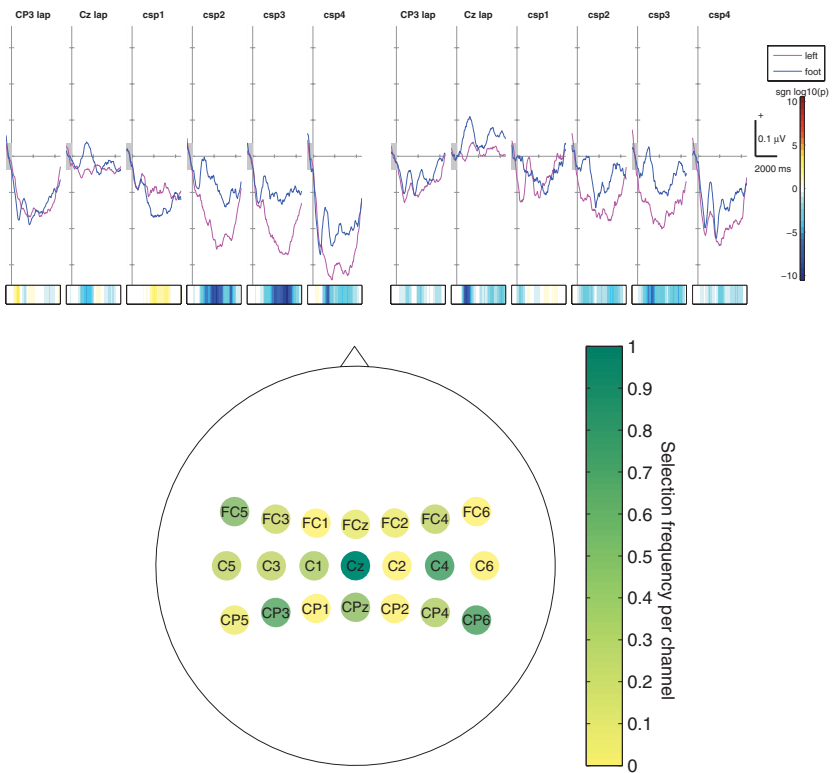 CP3 lap Cz lap csp1 csp2 csp3 csp4 CP3 lap Cz lap csp1 csp2 csp3 csp4
left
foot
sgn log10(p)
+
0.1 µV
2000 ms
10
5
0
−5
−10
FC5 FC3 FC1 FCz FC2 FC4 FC6
C5 C3 C1 Cz C2 C4 C6
CP5 CP3 CP1 CPz CP2 CP4 CP6
1
0.9
0.8
0.7
0.6
0.5
0.4
0.3
0.2
0.1
0
Selection frequency per channel